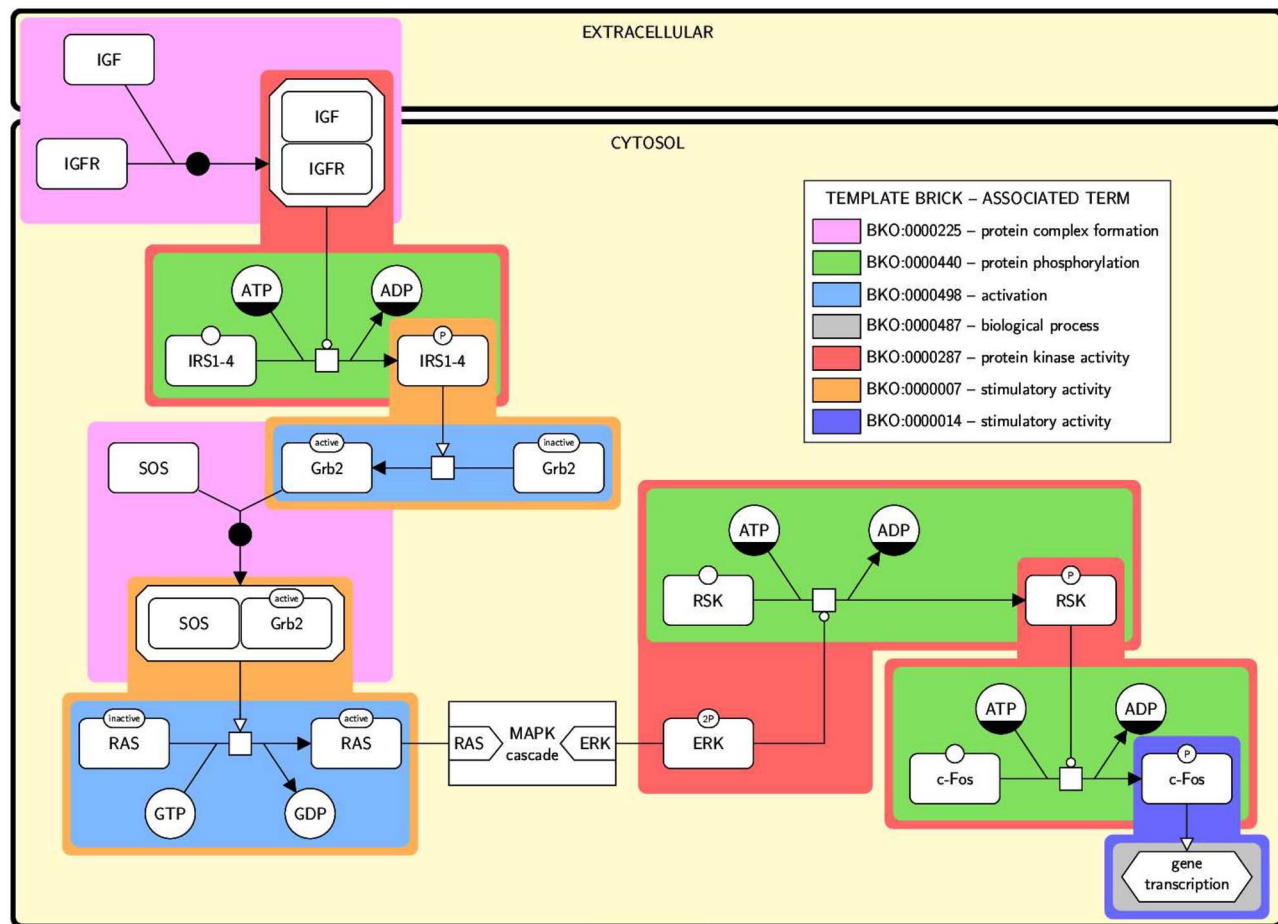 EXTRACELLULAR
IGF
IGF
IGFR
IGFR
CYTOSOL
TEMPLATE BRICK – ASSOCIATED TERM
BKO:0000225 – protein complex formation
BKO:0000440 – protein phosphorylation
BKO:0000498 – activation
BKO:0000487 – biological process
BKO:0000287 – protein kinase activity
BKO:0000007 – stimulatory activity
BKO:0000014 – stimulatory activity
ATP
ADP
IRS1-4
P
IRS1-4
SOS
active
Grb2
inactive
Grb2
SOS
active
Grb2
inactive
RAS
active
RAS
GTP
GDP
RAS
MAPK
cascade
ERK
2P
ERK
ATP
ADP
RSK
P
RSK
ATP
ADP
c-Fos
P
c-Fos
gene
transcription